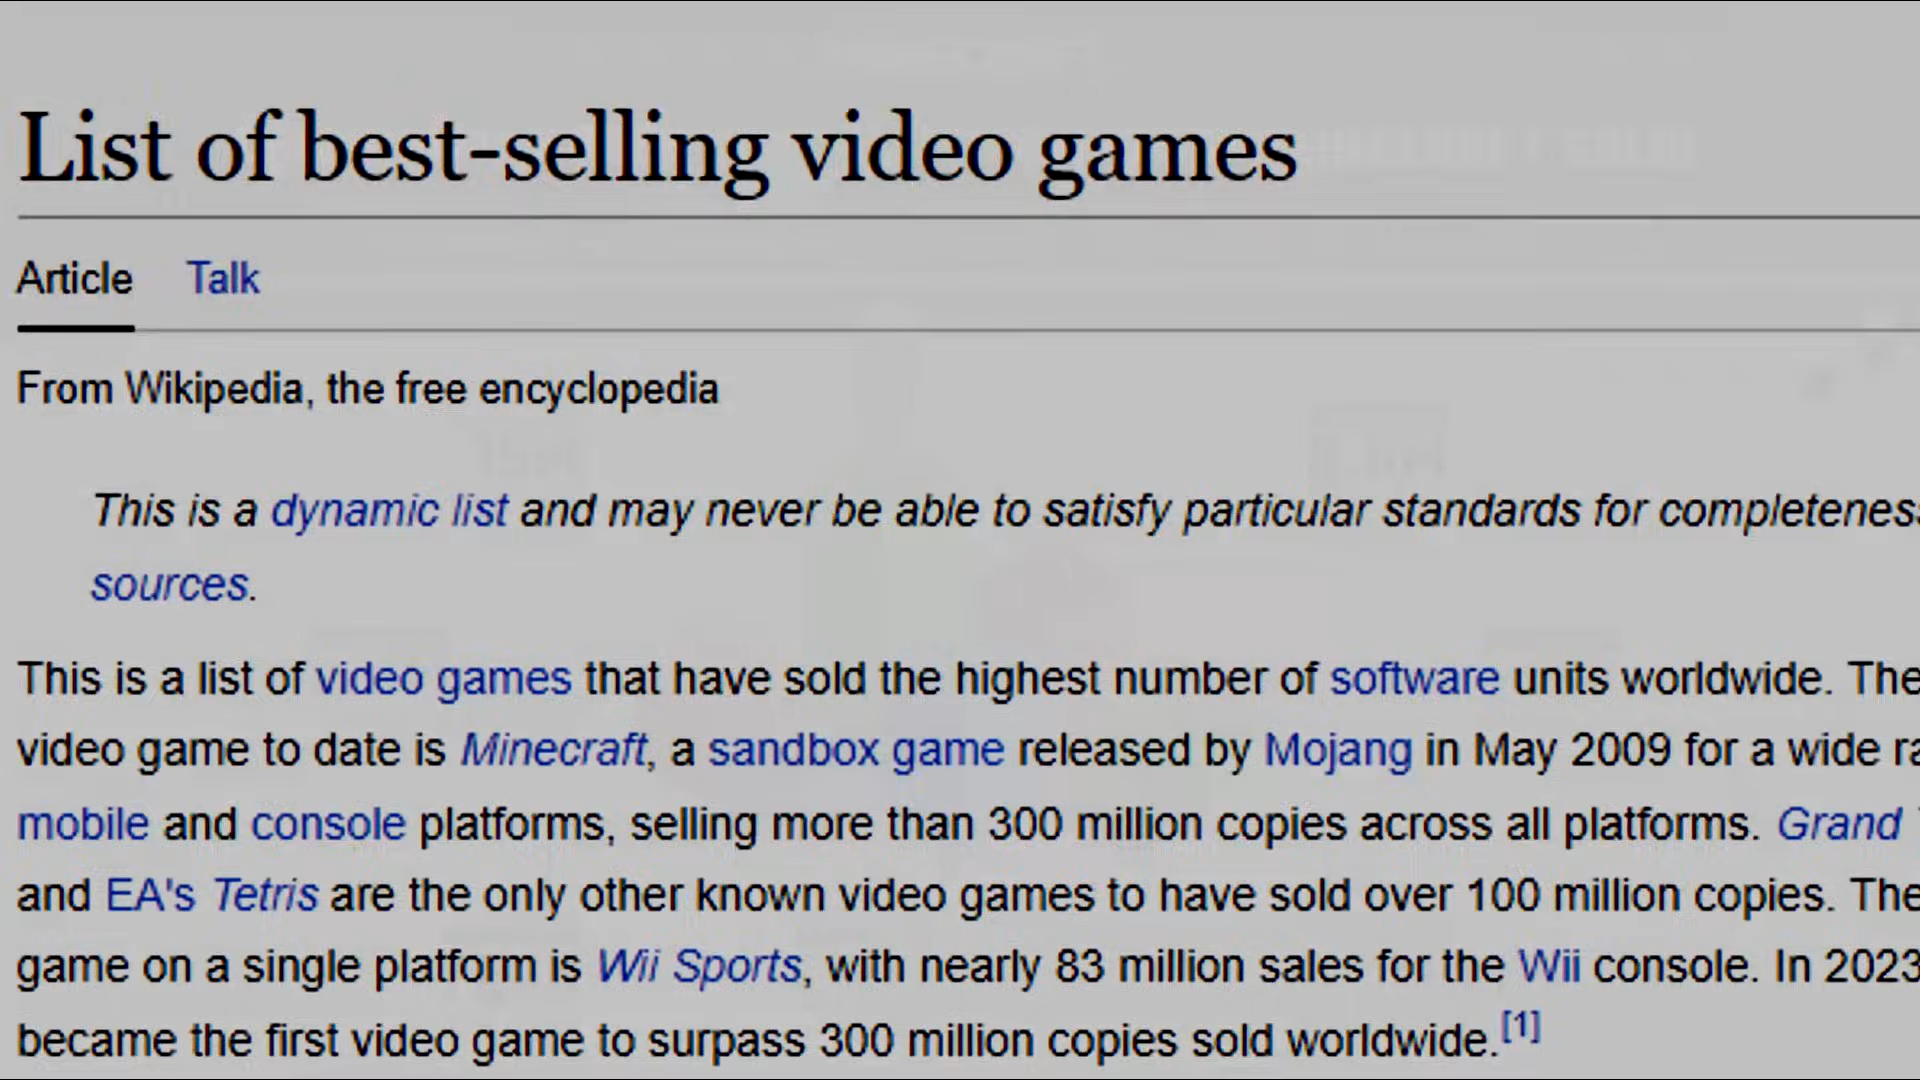 List of best-selling video games
Article Talk
From Wikipedia, the free encyclopedia
This is a dynamic list and may never be able to satisfy particular standards for completeness
sources.
This is a list of video games that have sold the highest number of software units worldwide. The
video game to date is Minecraft, a sandbox game released by Mojang in May 2009 for a wide ra
mobile and console platforms, selling more than 300 million copies across all platforms. Grand
and EA's Tetris are the only other known video games to have sold over 100 million copies. The
game on a single platform is Wii Sports, with nearly 83 million sales for the Wii console. In 2023
became the first video game to surpass 300 million copies sold worldwide.[1]